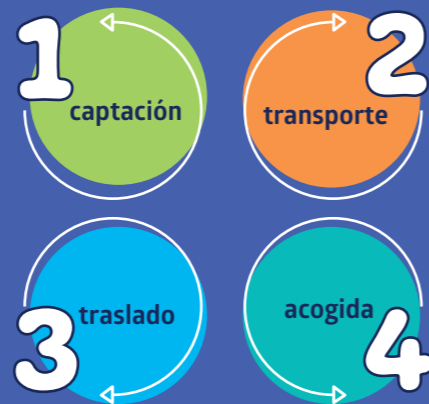 1
captación
2
transporte
3
traslado
4
acogida